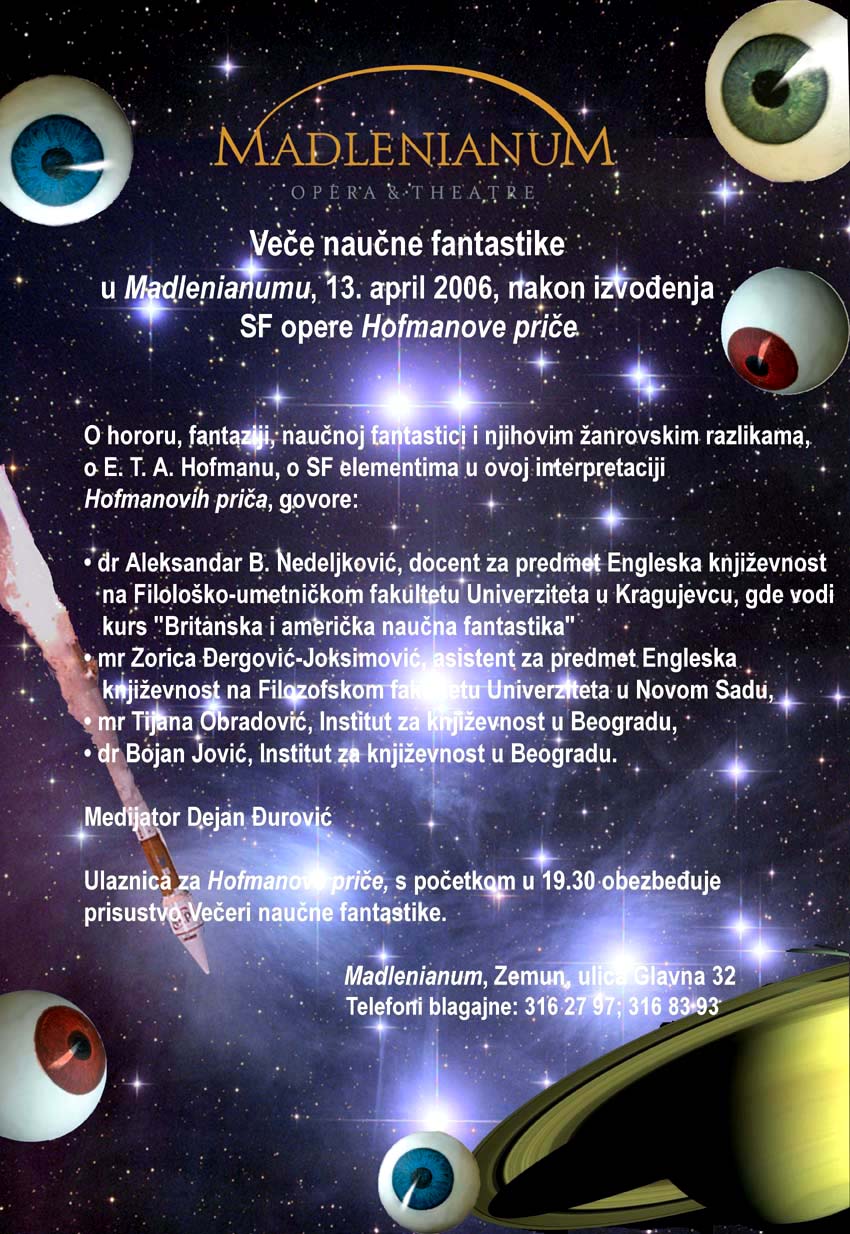 MADLENIANUM
OPERA & THEATRE
Veče naučne fantastike
u Madlenianumu, 13. april 2006, nakon izvođenja
SF opere Hofmanove priče
O hororu, fantaziji, naučnoj fantastici i njihovim žanrovskim razlikama,
o E. T. A. Hofmanu, o SF elementima u ovoj interpretaciji
Hofmanovih priča, govore:
• dr Aleksandar B. Nedeljković, docent za predmet Engleska književnost
na Filološko-umetničkom fakultetu Univerziteta u Kragujevcu, gde vodi
kurs "Britanska i američka naučna fantastika"
• mr Zorica Đergović-Joksimović, asistent za predmet Engleska
književnost na Filozofskom fakultetu Univerziteta u Novom Sadu,
• mr Tijana Obradović, Institut za književnost u Beogradu,
• dr Bojan Jović, Institut za književnost u Beogradu.
Medijator Dejan Đurović
Ulaznica za Hofmanove priče, s početkom u 19.30 obezbeđuje
prisustvo Večeri naučne fantastike.
Madlenianum, Zemun, ulica Glavna 32
Telefoni blagajne: 316 27 97; 316 83 93